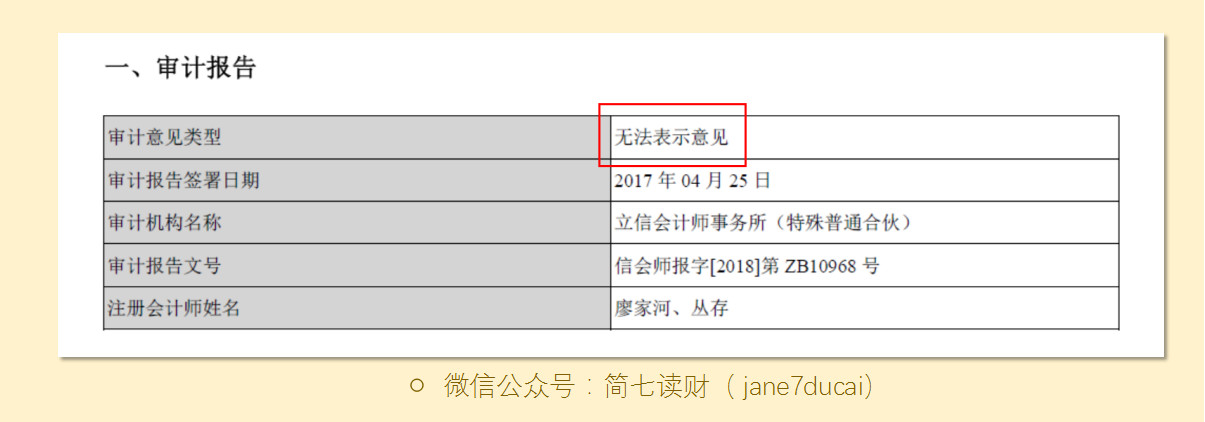 一、审计报告
审计意见类型 无法表示意见
审计报告签署日期 2017 年 04 月 25 日
审计机构名称 立信会计师事务所（特殊普通合伙）
审计报告文号 信会师报字[2018]第 ZB10968 号
注册会计师姓名 廖家河、丛存
微信公众号：简七读财（jane7ducai）